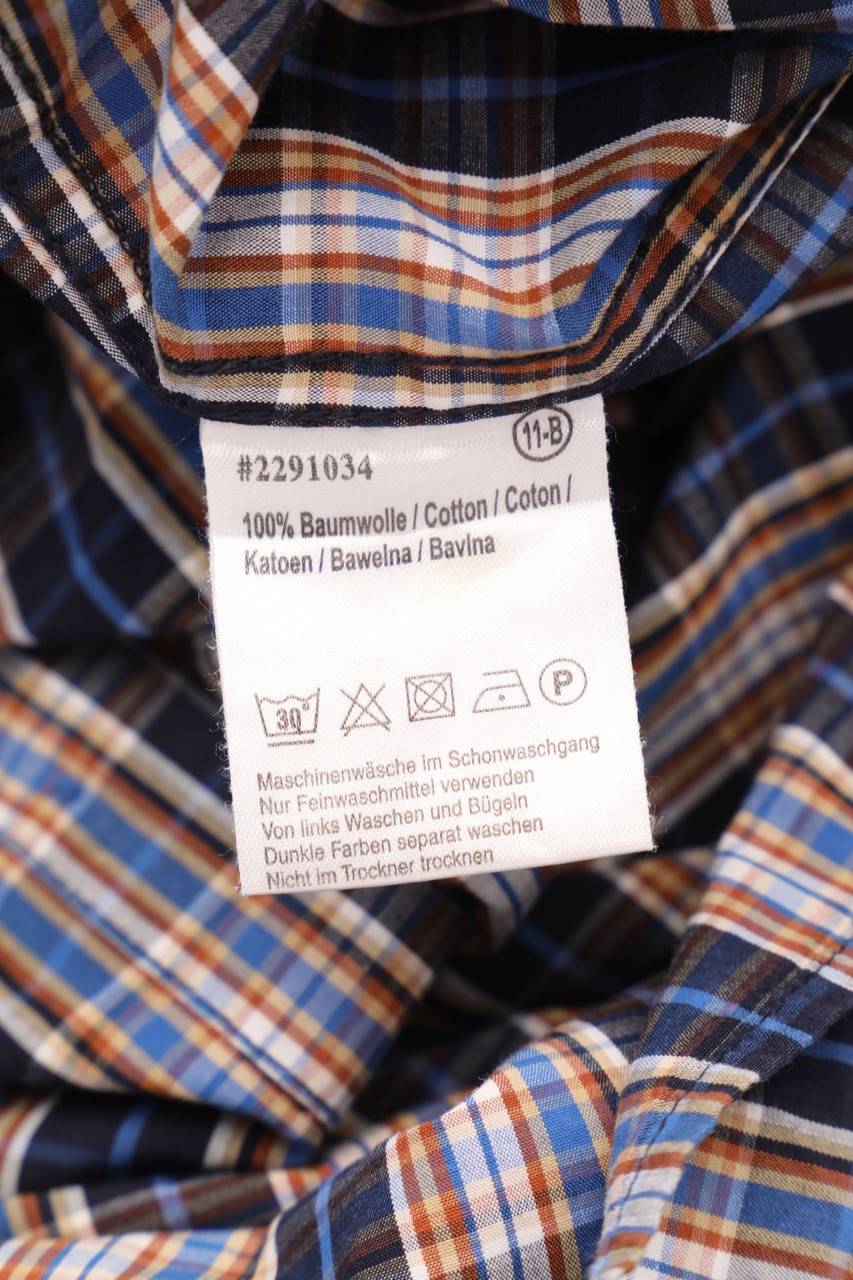 11-B
#2291034
100% Baumwolle / Cotton / Coton /
Katoen / Bawelna / Bavlna
30° P
Maschinenwäsche im Schonwaschgang
Nur Feinwaschmittel verwenden
Von links Waschen und Bügeln
Dunkle Farben separat waschen
Nicht im Trockner trocknen